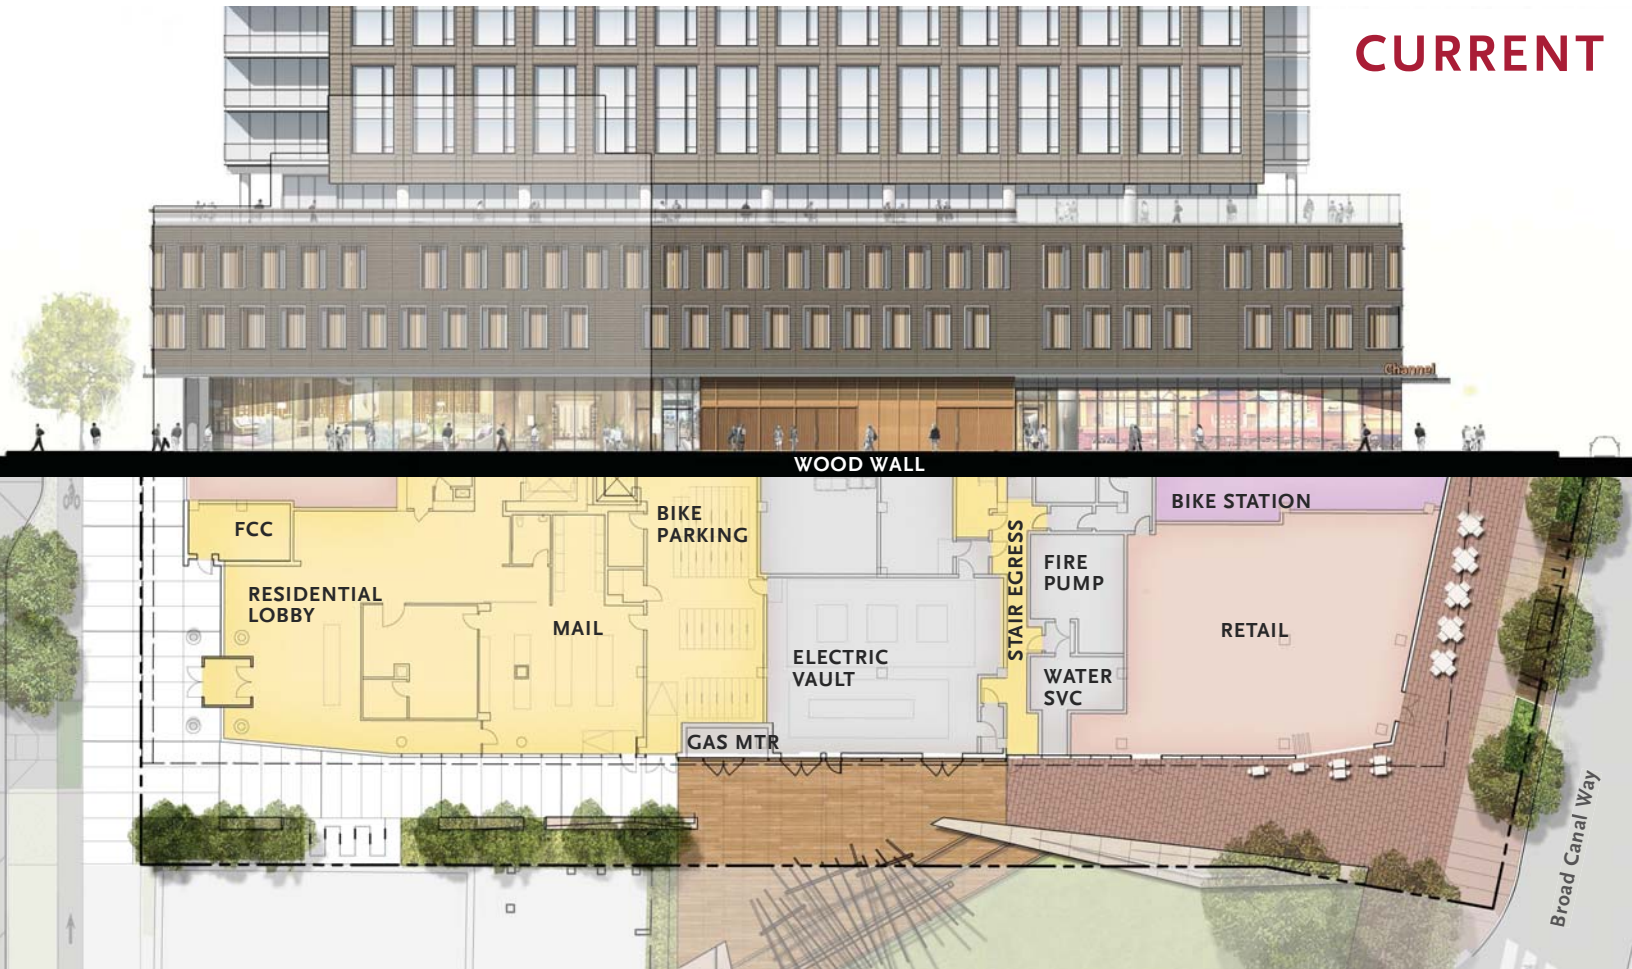 CURRENT
Channel
WOOD WALL
BIKE STATION
FCC
BIKE
PARKING
STAIR EGRESS
FIRE
PUMP
RESIDENTIAL
LOBBY
MAIL
RETAIL
ELECTRIC
VAULT
WATER
SVC
GAS MTR
Broad Canal Way